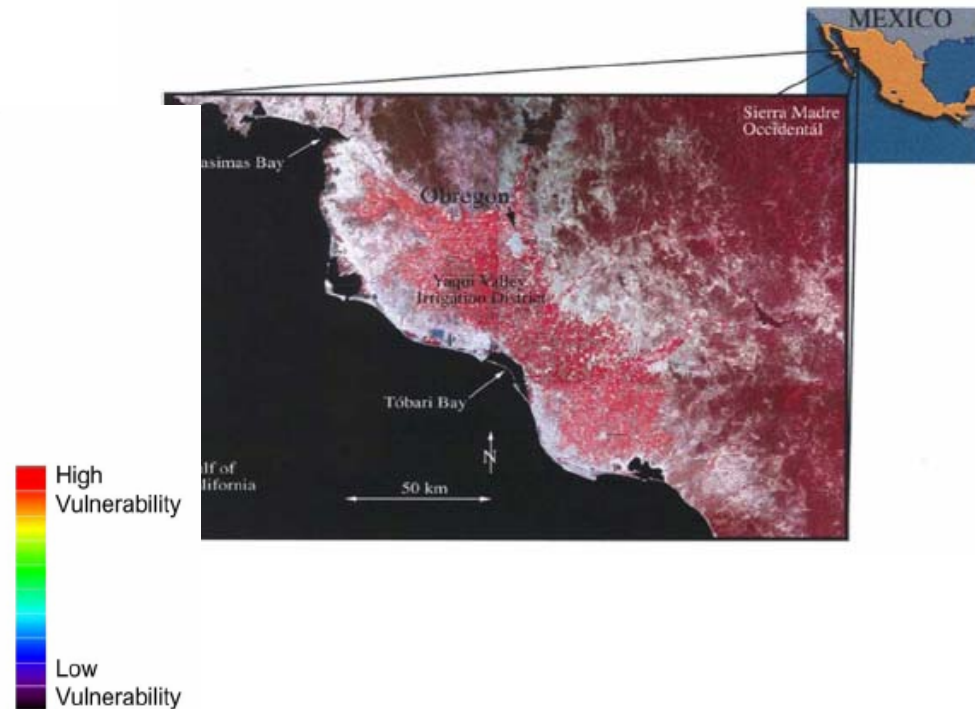 MEXICO
Sierra Madre
Occidental
asimas Bay
Obregon
Yaqui Valley
Irrigation District
Tóbari Bay
N
lf of
lifornia
50 km
High
Vulnerability
Low
Vulnerability